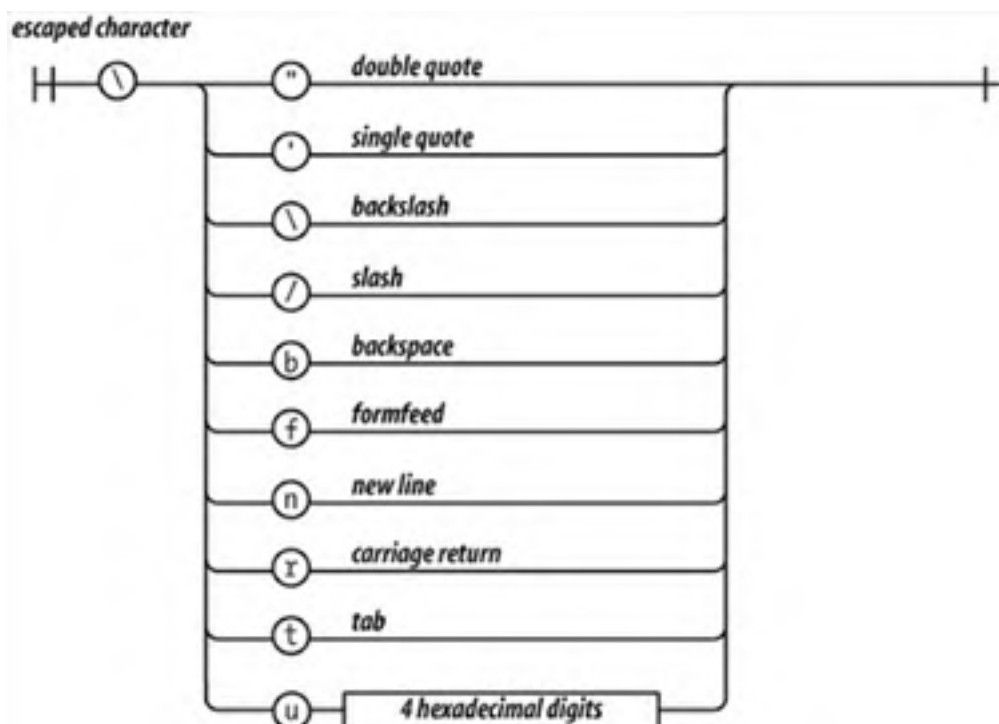 escaped character
\ " double quote
' single quote
\ backslash
/ slash
b backspace
f formfeed
n new line
r carriage return
t tab
u 4 hexadecimal digits